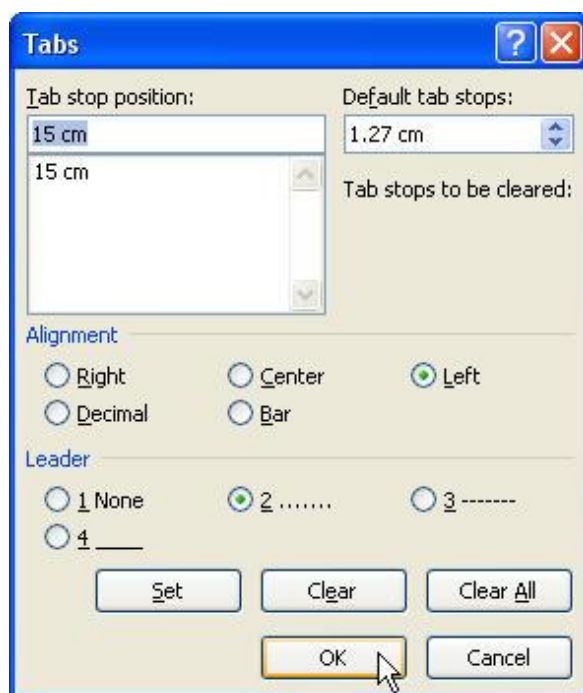 Tabs
Tab stop position:
Default tab stops:
15 cm
1.27 cm
15 cm
Tab stops to be cleared:
Alignment
Right
Center
Left
Decimal
Bar
Leader
1 None
2 .......
3 -------
4 ____
Set
Clear
Clear All
OK
Cancel